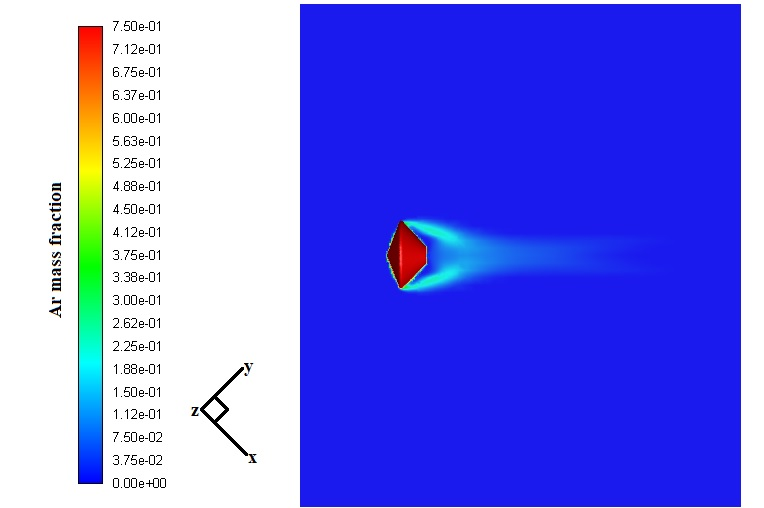 7.50e-01
7.12e-01
6.75e-01
6.37e-01
6.00e-01
5.63e-01
5.25e-01
4.88e-01
4.50e-01
4.12e-01
3.75e-01
3.38e-01
3.00e-01
2.62e-01
2.25e-01
1.88e-01
1.50e-01
1.12e-01
7.50e-02
3.75e-02
0.00e+00
Ar mass fraction
y
z
x